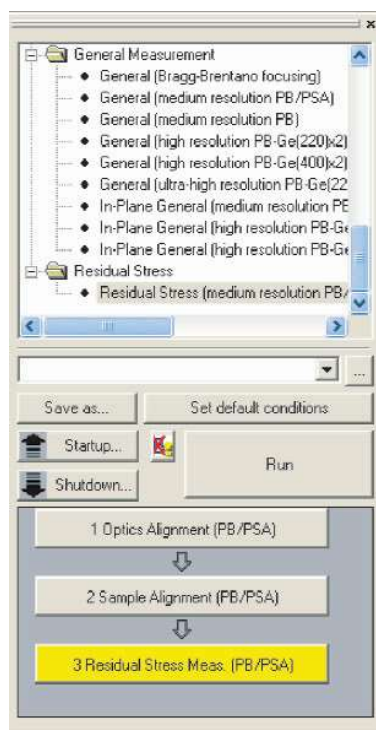 General Measurement
General (Bragg-Brentano focusing)
General (medium resolution PB/PSA)
General (medium resolution PB)
General (high resolution PB-Ge(220)x2)
General (high resolution PB-Ge(400)x2)
General (ultra-high resolution PB-Ge(22
In-Plane General (medium resolution PE
In-Plane General (high resolution PB-Ge
In-Plane General (high resolution PB-Ge
Residual Stress
Residual Stress (medium resolution PB/
...
Save as...
Set default conditions
Startup...
Run
Shutdown...
1 Optics Alignment (PB/PSA)
2 Sample Alignment (PB/PSA)
3 Residual Stress Meas. (PB/PSA)